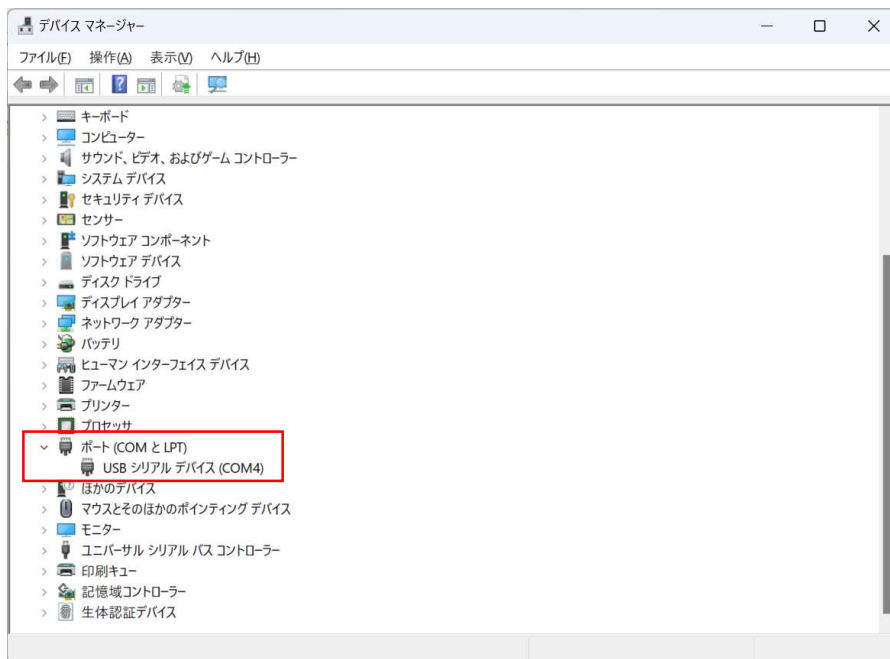 デバイス マネージャー
ファイル(F) 操作(A) 表示(V) ヘルプ(H)
キーボード
コンピューター
サウンド、ビデオ、およびゲーム コントローラー
システム デバイス
セキュリティ デバイス
センサー
ソフトウェア コンポーネント
ソフトウェア デバイス
ディスク ドライブ
ディスプレイ アダプター
ネットワーク アダプター
バッテリ
ヒューマン インターフェイス デバイス
ファームウェア
プリンター
プロセッサ
ポート (COM と LPT)
USB シリアル デバイス (COM4)
ほかのデバイス
マウスとそのほかのポインティング デバイス
モニター
ユニバーサル シリアル バス コントローラー
印刷キュー
記憶域コントローラー
生体認証デバイス